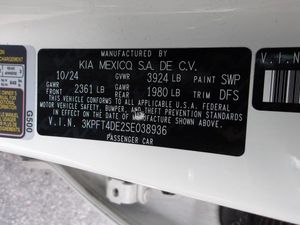 MANUFACTURED BY
KIA MEXICO, S.A. DE C.V.
10/24 GVWR 3924 LB PAINT SWP
GAWR FRONT 2361 LB GAWR REAR 1980 LB TRIM DFS
CONFORMS TO ALL APPLICABLE U.S. FEDERAL
MOTOR VEHICLE SAFETY, BUMPER, AND THEFT PREVENTION
STANDARDS IN EFFECT ON THE DATE OF MANUFACTURE
SHOWN ABOVE.
V.I.N. 3KPFT4DE2SE038936
PASSENGER CAR
G500
V.I.N